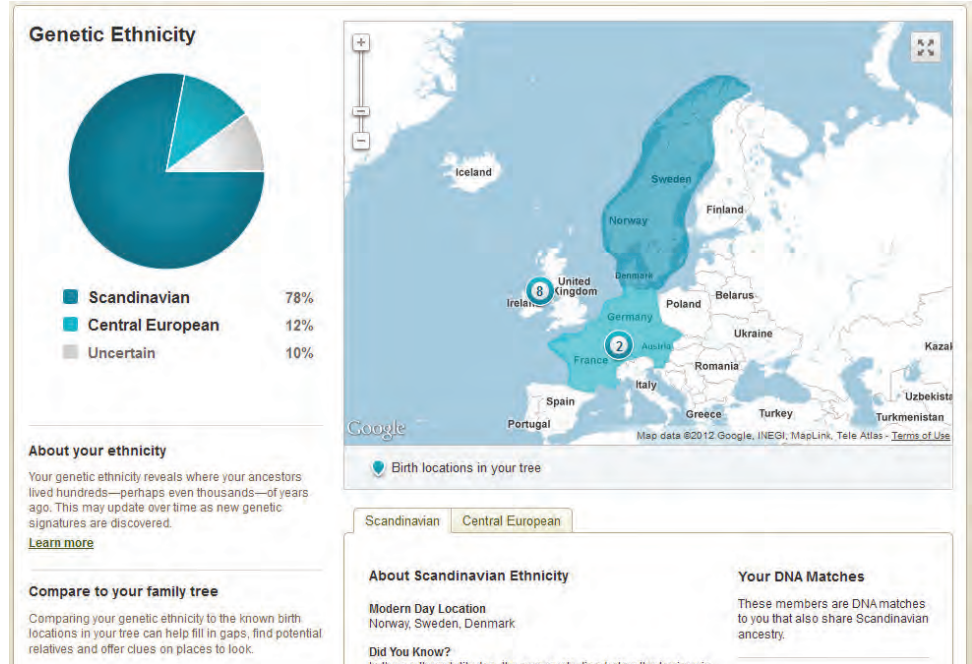 Genetic Ethnicity
Scandinavian 78%
Central European 12%
Uncertain 10%
About your ethnicity
Your genetic ethnicity reveals where your ancestors
lived hundreds—perhaps even thousands—of years
ago. This may update over time as new genetic
signatures are discovered.
Learn more
Compare to your family tree
Comparing your genetic ethnicity to the known birth
locations in your tree can help fill in gaps, find potential
relatives and offer clues on places to look.
Iceland
Sweden
Finland
Norway
Denmark
United
Kingdom
8
Poland
Belarus
Germany
Ukraine
2
Austria
France
Romania
Italy
Spain
Portugal
Greece
Turkey
Turkmenistan
Google
Map data ©2012 Google, INEGI, MapLink, Tele Atlas - Terms of Use
Birth locations in your tree
Scandinavian
Central European
About Scandinavian Ethnicity
Modern Day Location
Norway, Sweden, Denmark
Did You Know?
Your DNA Matches
These members are DNA matches
to you that also share Scandinavian
ancestry.